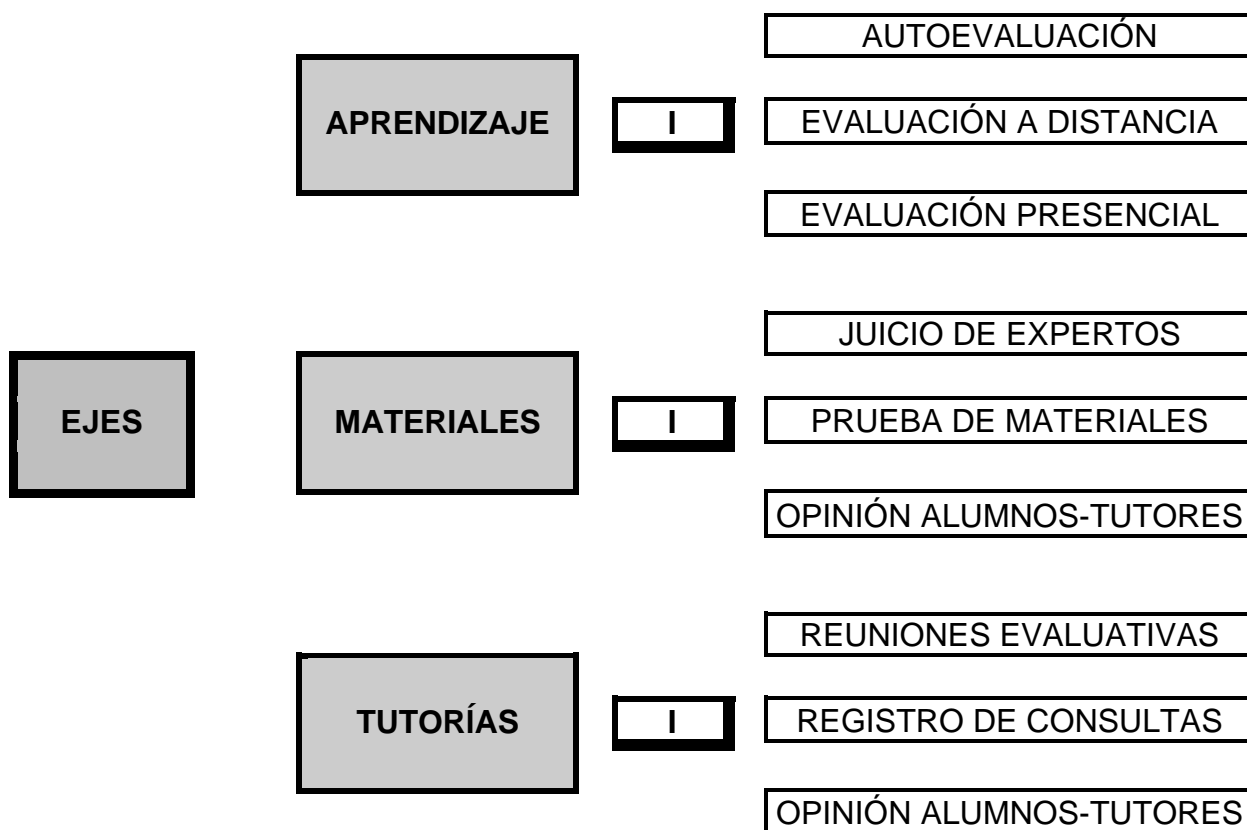 EJES
APRENDIZAJE
I
AUTOEVALUACIÓN
EVALUACIÓN A DISTANCIA
EVALUACIÓN PRESENCIAL
MATERIALES
I
JUICIO DE EXPERTOS
PRUEBA DE MATERIALES
OPINIÓN ALUMNOS-TUTORES
TUTORÍAS
I
REUNIONES EVALUATIVAS
REGISTRO DE CONSULTAS
OPINIÓN ALUMNOS-TUTORES